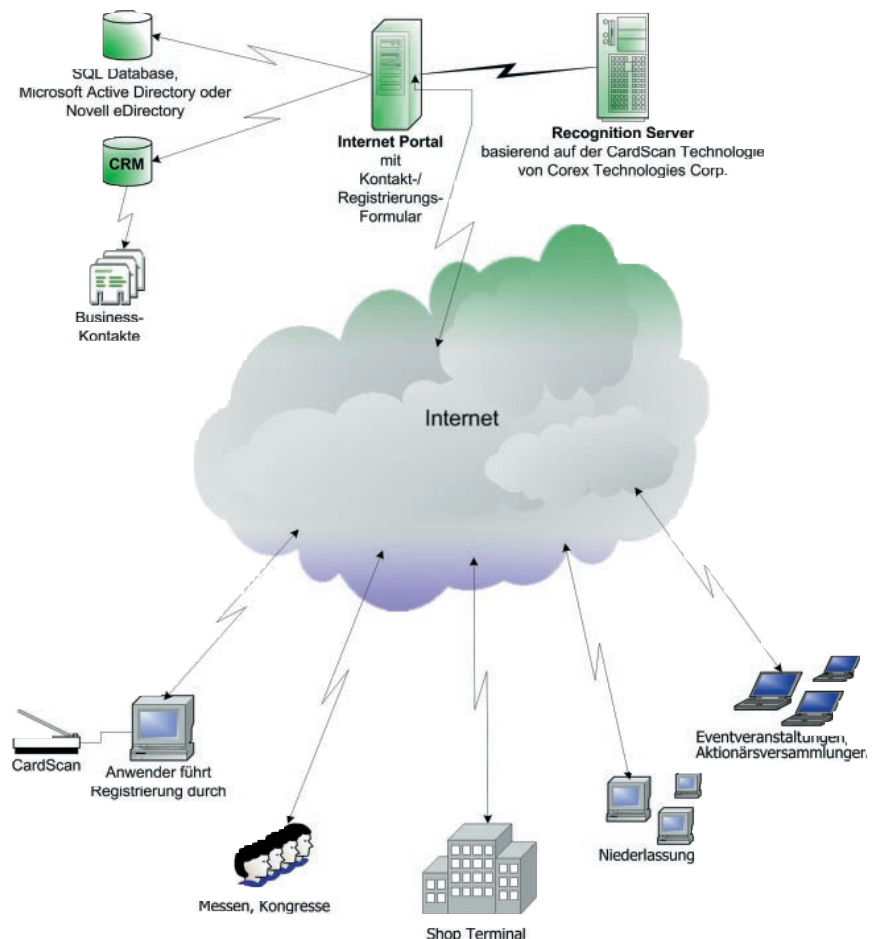 SQL Database,
Microsoft Active Directory oder
Novell eDirectory
CRM
Business-
Kontakte
Internet Portal
mit
Kontakt-/
Registrierungs-
Formular
Recognition Server
basierend auf der CardScan Technologie
von Corex Technologies Corp.
Internet
CardScan
Anwender führt
Registrierung durch
Messen, Kongresse
Shop Terminal
Niederlassung
Eventveranstaltungen,
Aktionärsversammlungen